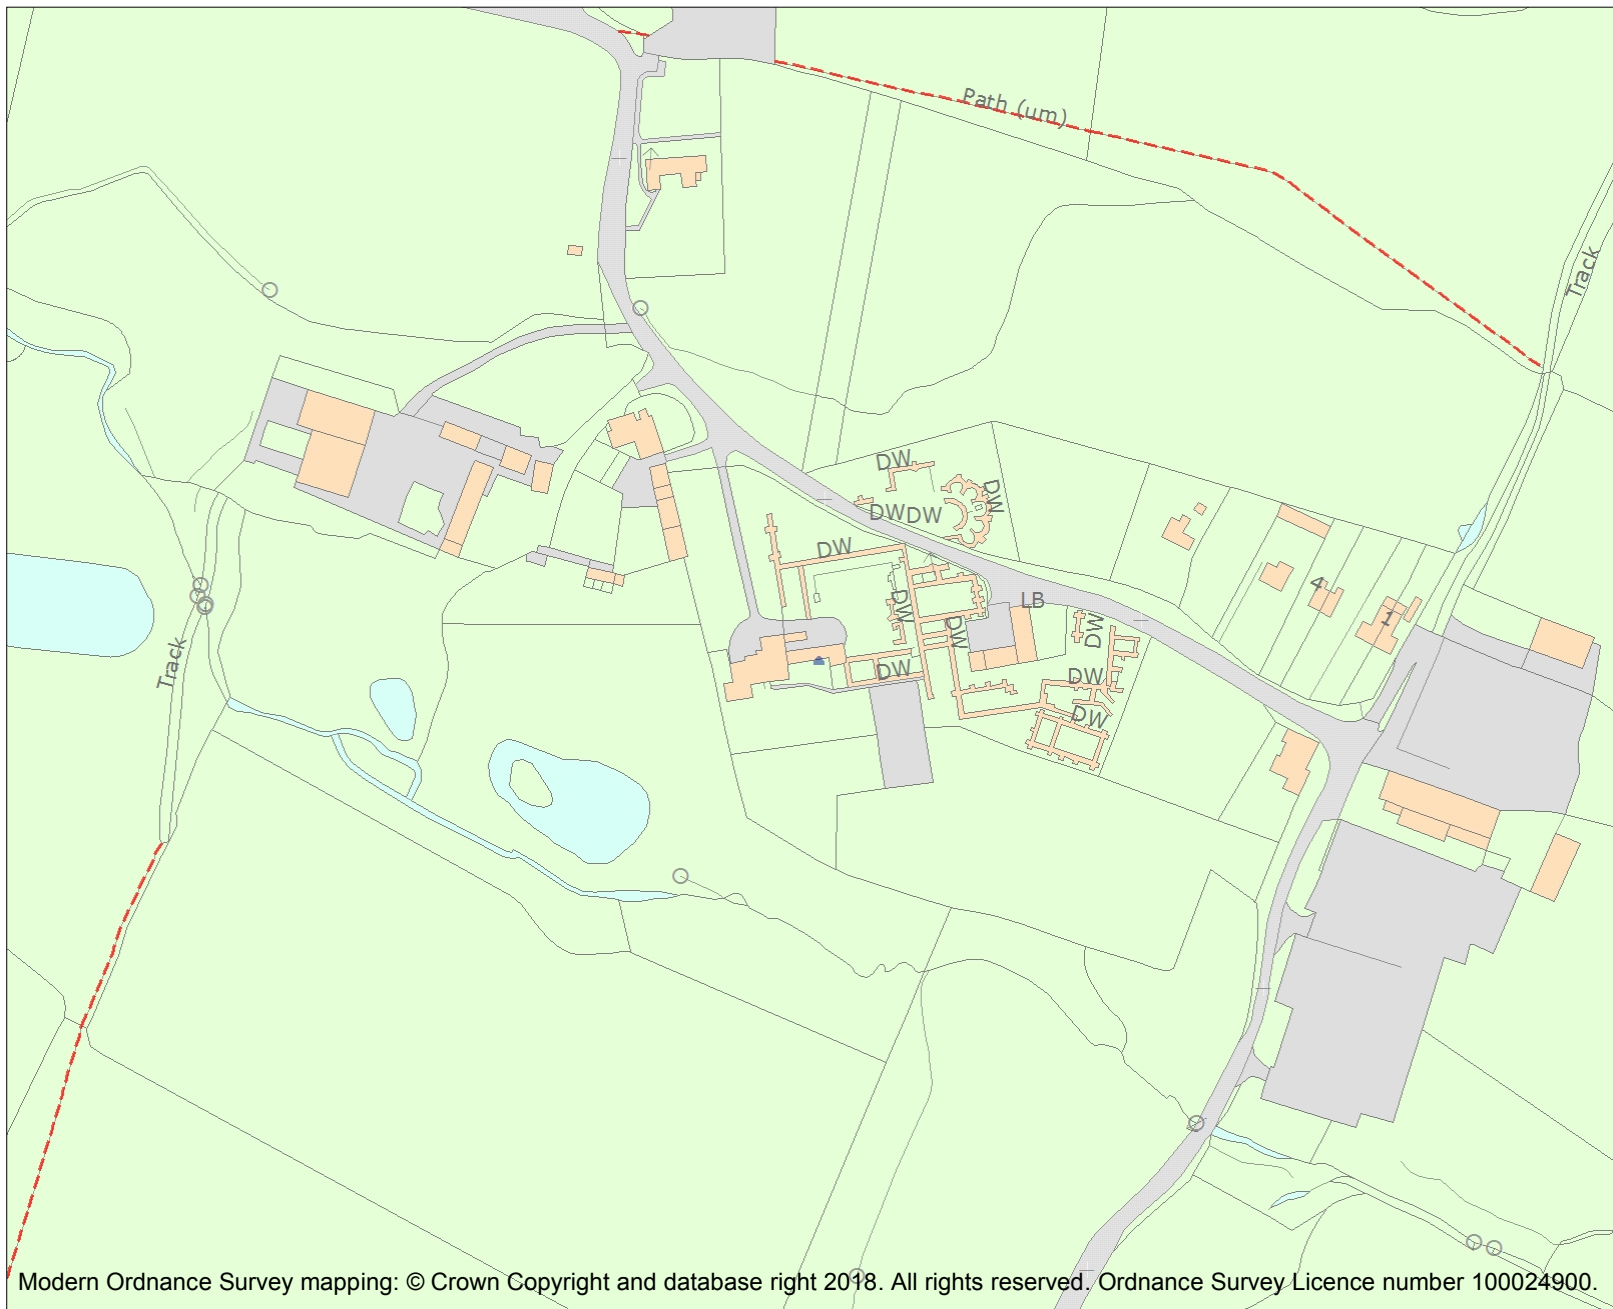 Path (um)
Track
DW
DW
DWDW
DW
LB
DW
DW
DW
4
1
DW
DW
DW
Track
Modern Ordnance Survey mapping: © Crown Copyright and database right 2018. All rights reserved. Ordnance Survey Licence number 100024900.